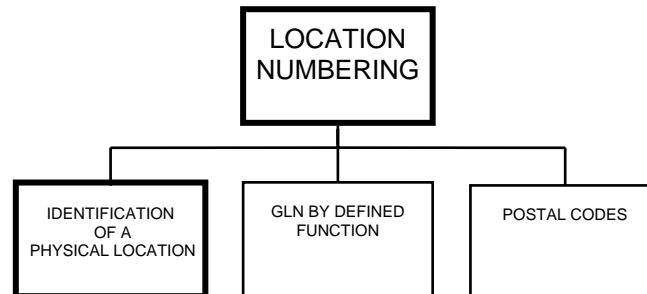 LOCATION
NUMBERING
IDENTIFICATION
OF A
PHYSICAL LOCATION
GLN BY DEFINED
FUNCTION
POSTAL CODES